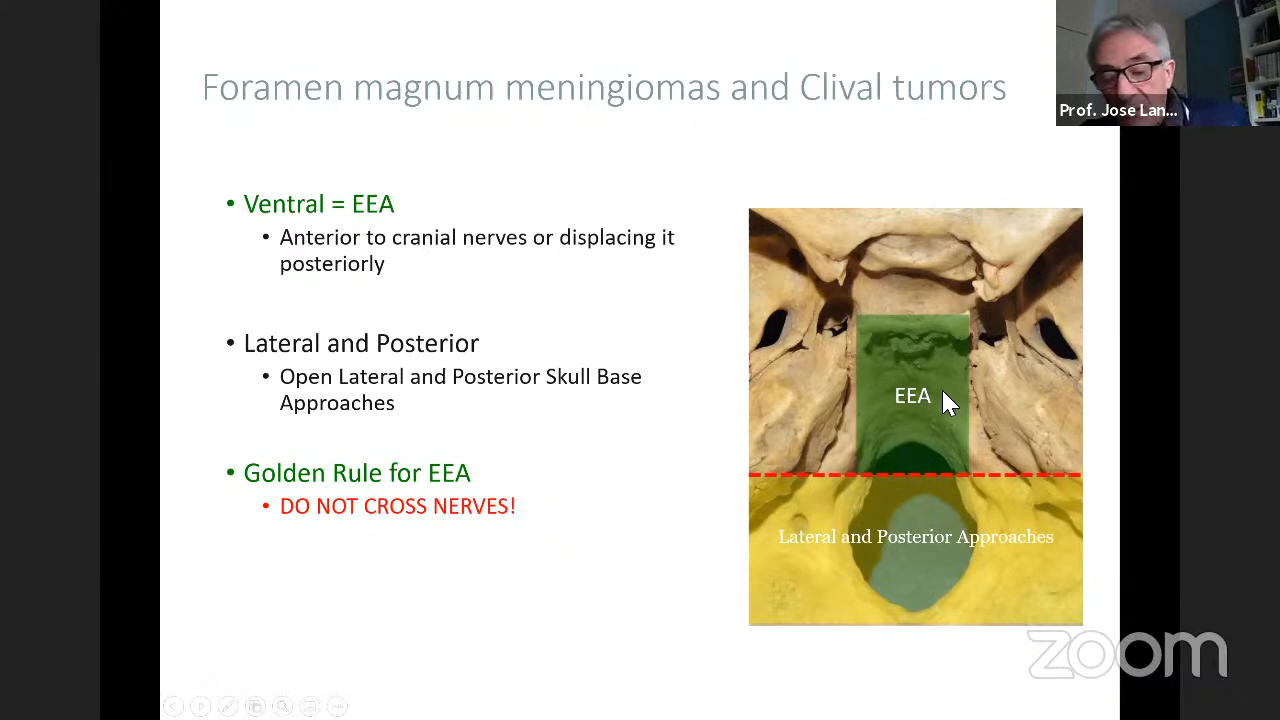 Foramen magnum meningiomas and Clival tumors
Prof. Jose Lan...
• Ventral = EEA
• Anterior to cranial nerves or displacing it
posteriorly
• Lateral and Posterior
• Open Lateral and Posterior Skull Base
Approaches
• Golden Rule for EEA
• DO NOT CROSS NERVES!
EEA
Lateral and Posterior Approaches
zoom